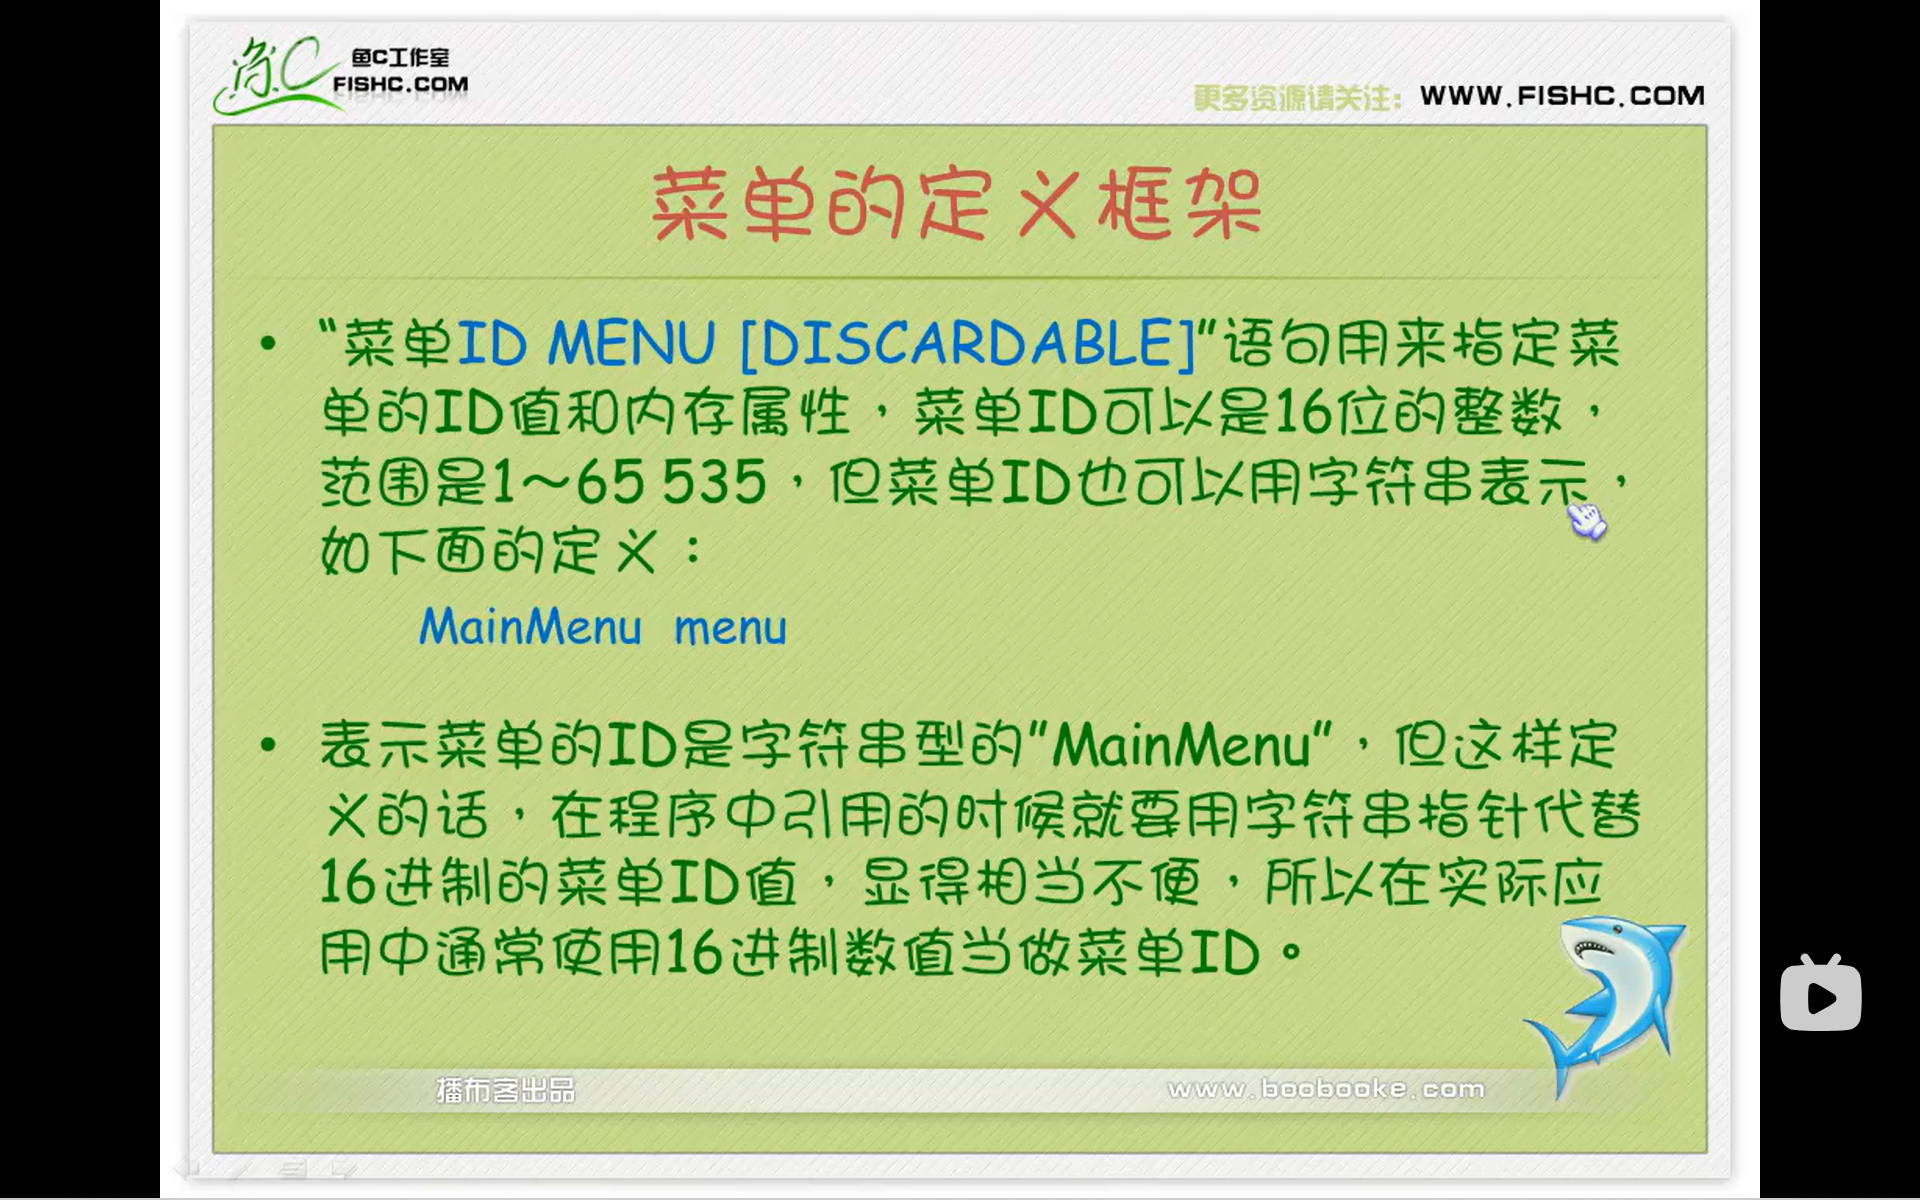 鱼C工作室
FISHC.COM
更多资源请关注： WWW.FISHC.COM
菜单的定义框架
• “菜单ID MENU [DISCARDABLE]”语句用来指定菜
单的ID值和内存属性，菜单ID可以是16位的整数，
范围是1～65 535，但菜单ID也可以用字符串表示，
如下面的定义：
MainMenu menu
• 表示菜单的ID是字符串型的"MainMenu"，但这样定
义的话，在程序中引用的时候就要用字符串指针代替
16进制的菜单ID值，显得相当不便，所以在实际应
用中通常使用16进制数值当做菜单ID。
播布客出品 www.boobooke.com